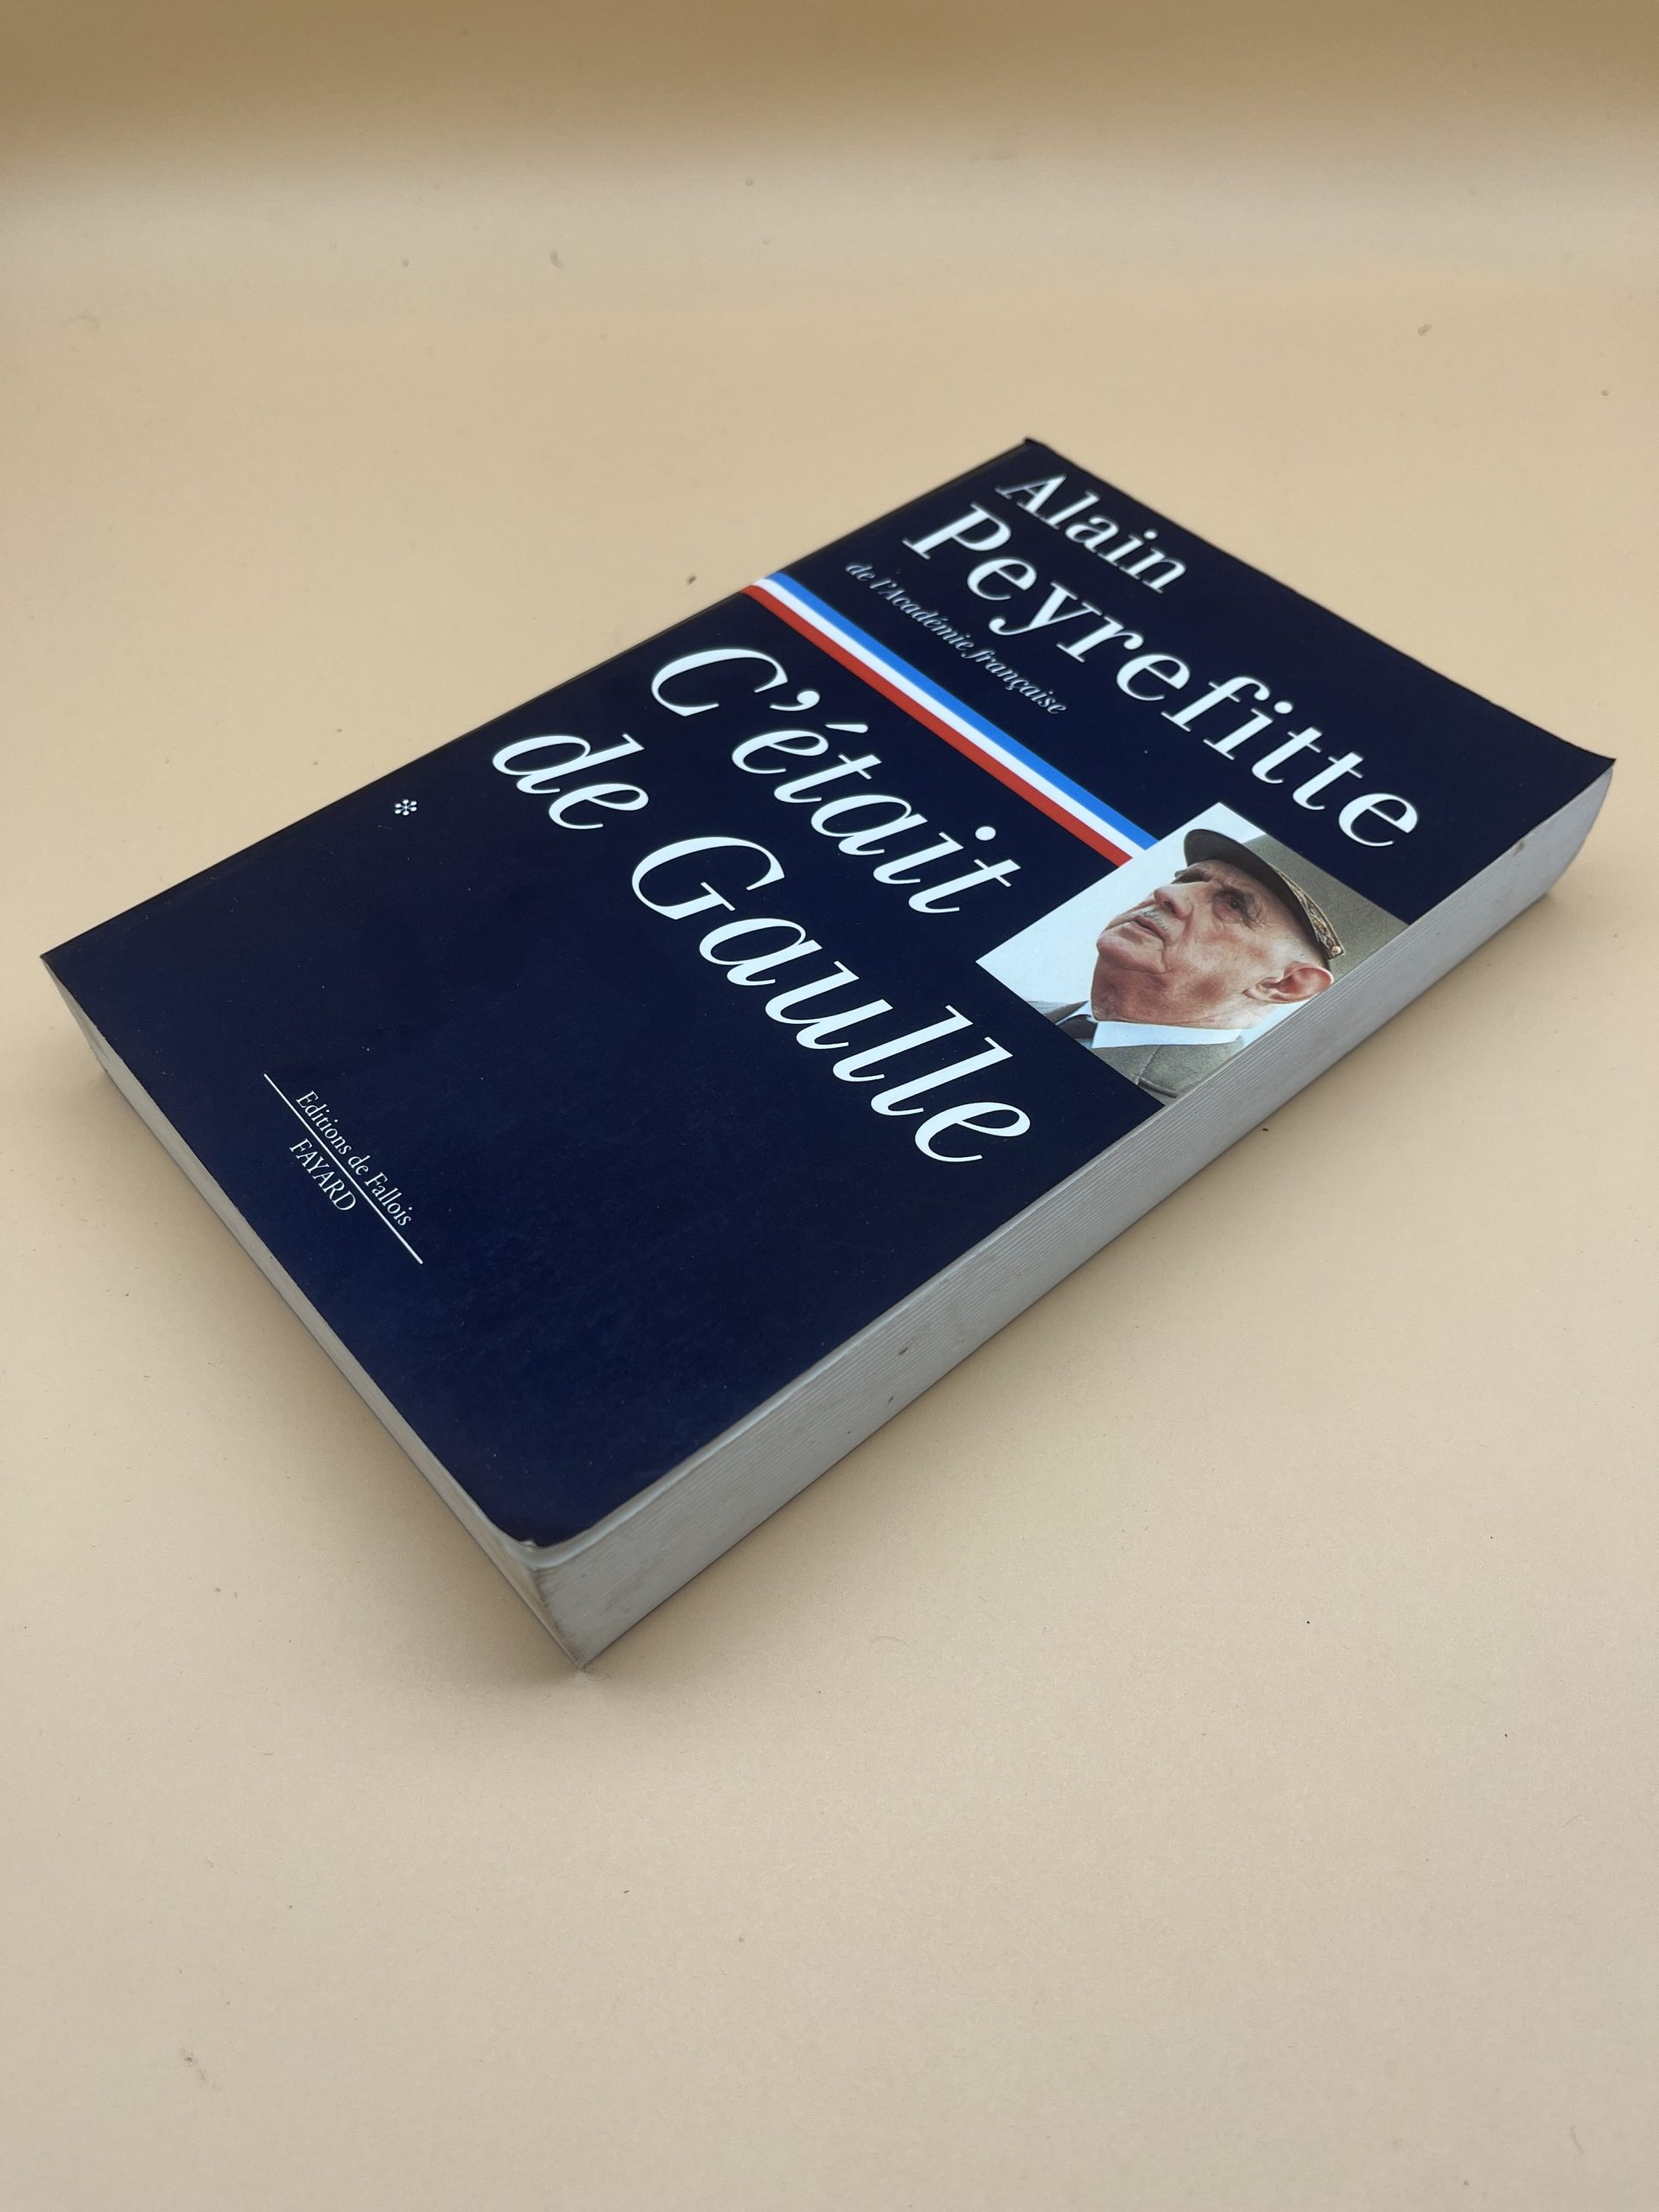 Alain
Peyrefitte
de l'Académie française
C'était
de Gaulle
*
Editions de Fallois
FAYARD